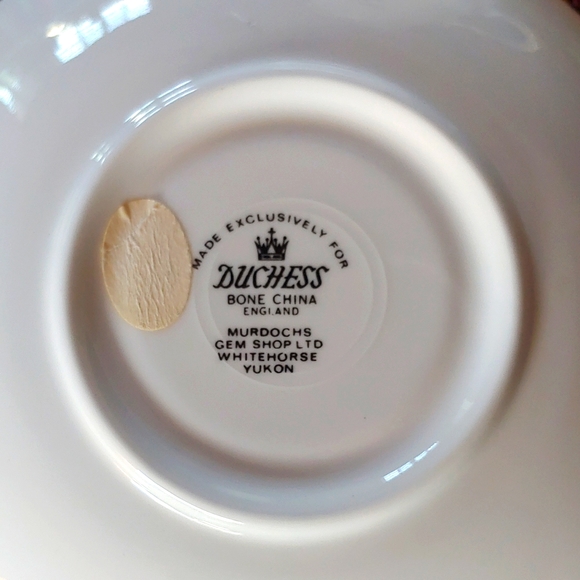 MADE EXCLUSIVELY FOR
DUCHESS
BONE CHINA
ENGLAND
MURDOCHS
GEM SHOP LTD
WHITEHORSE
YUKON